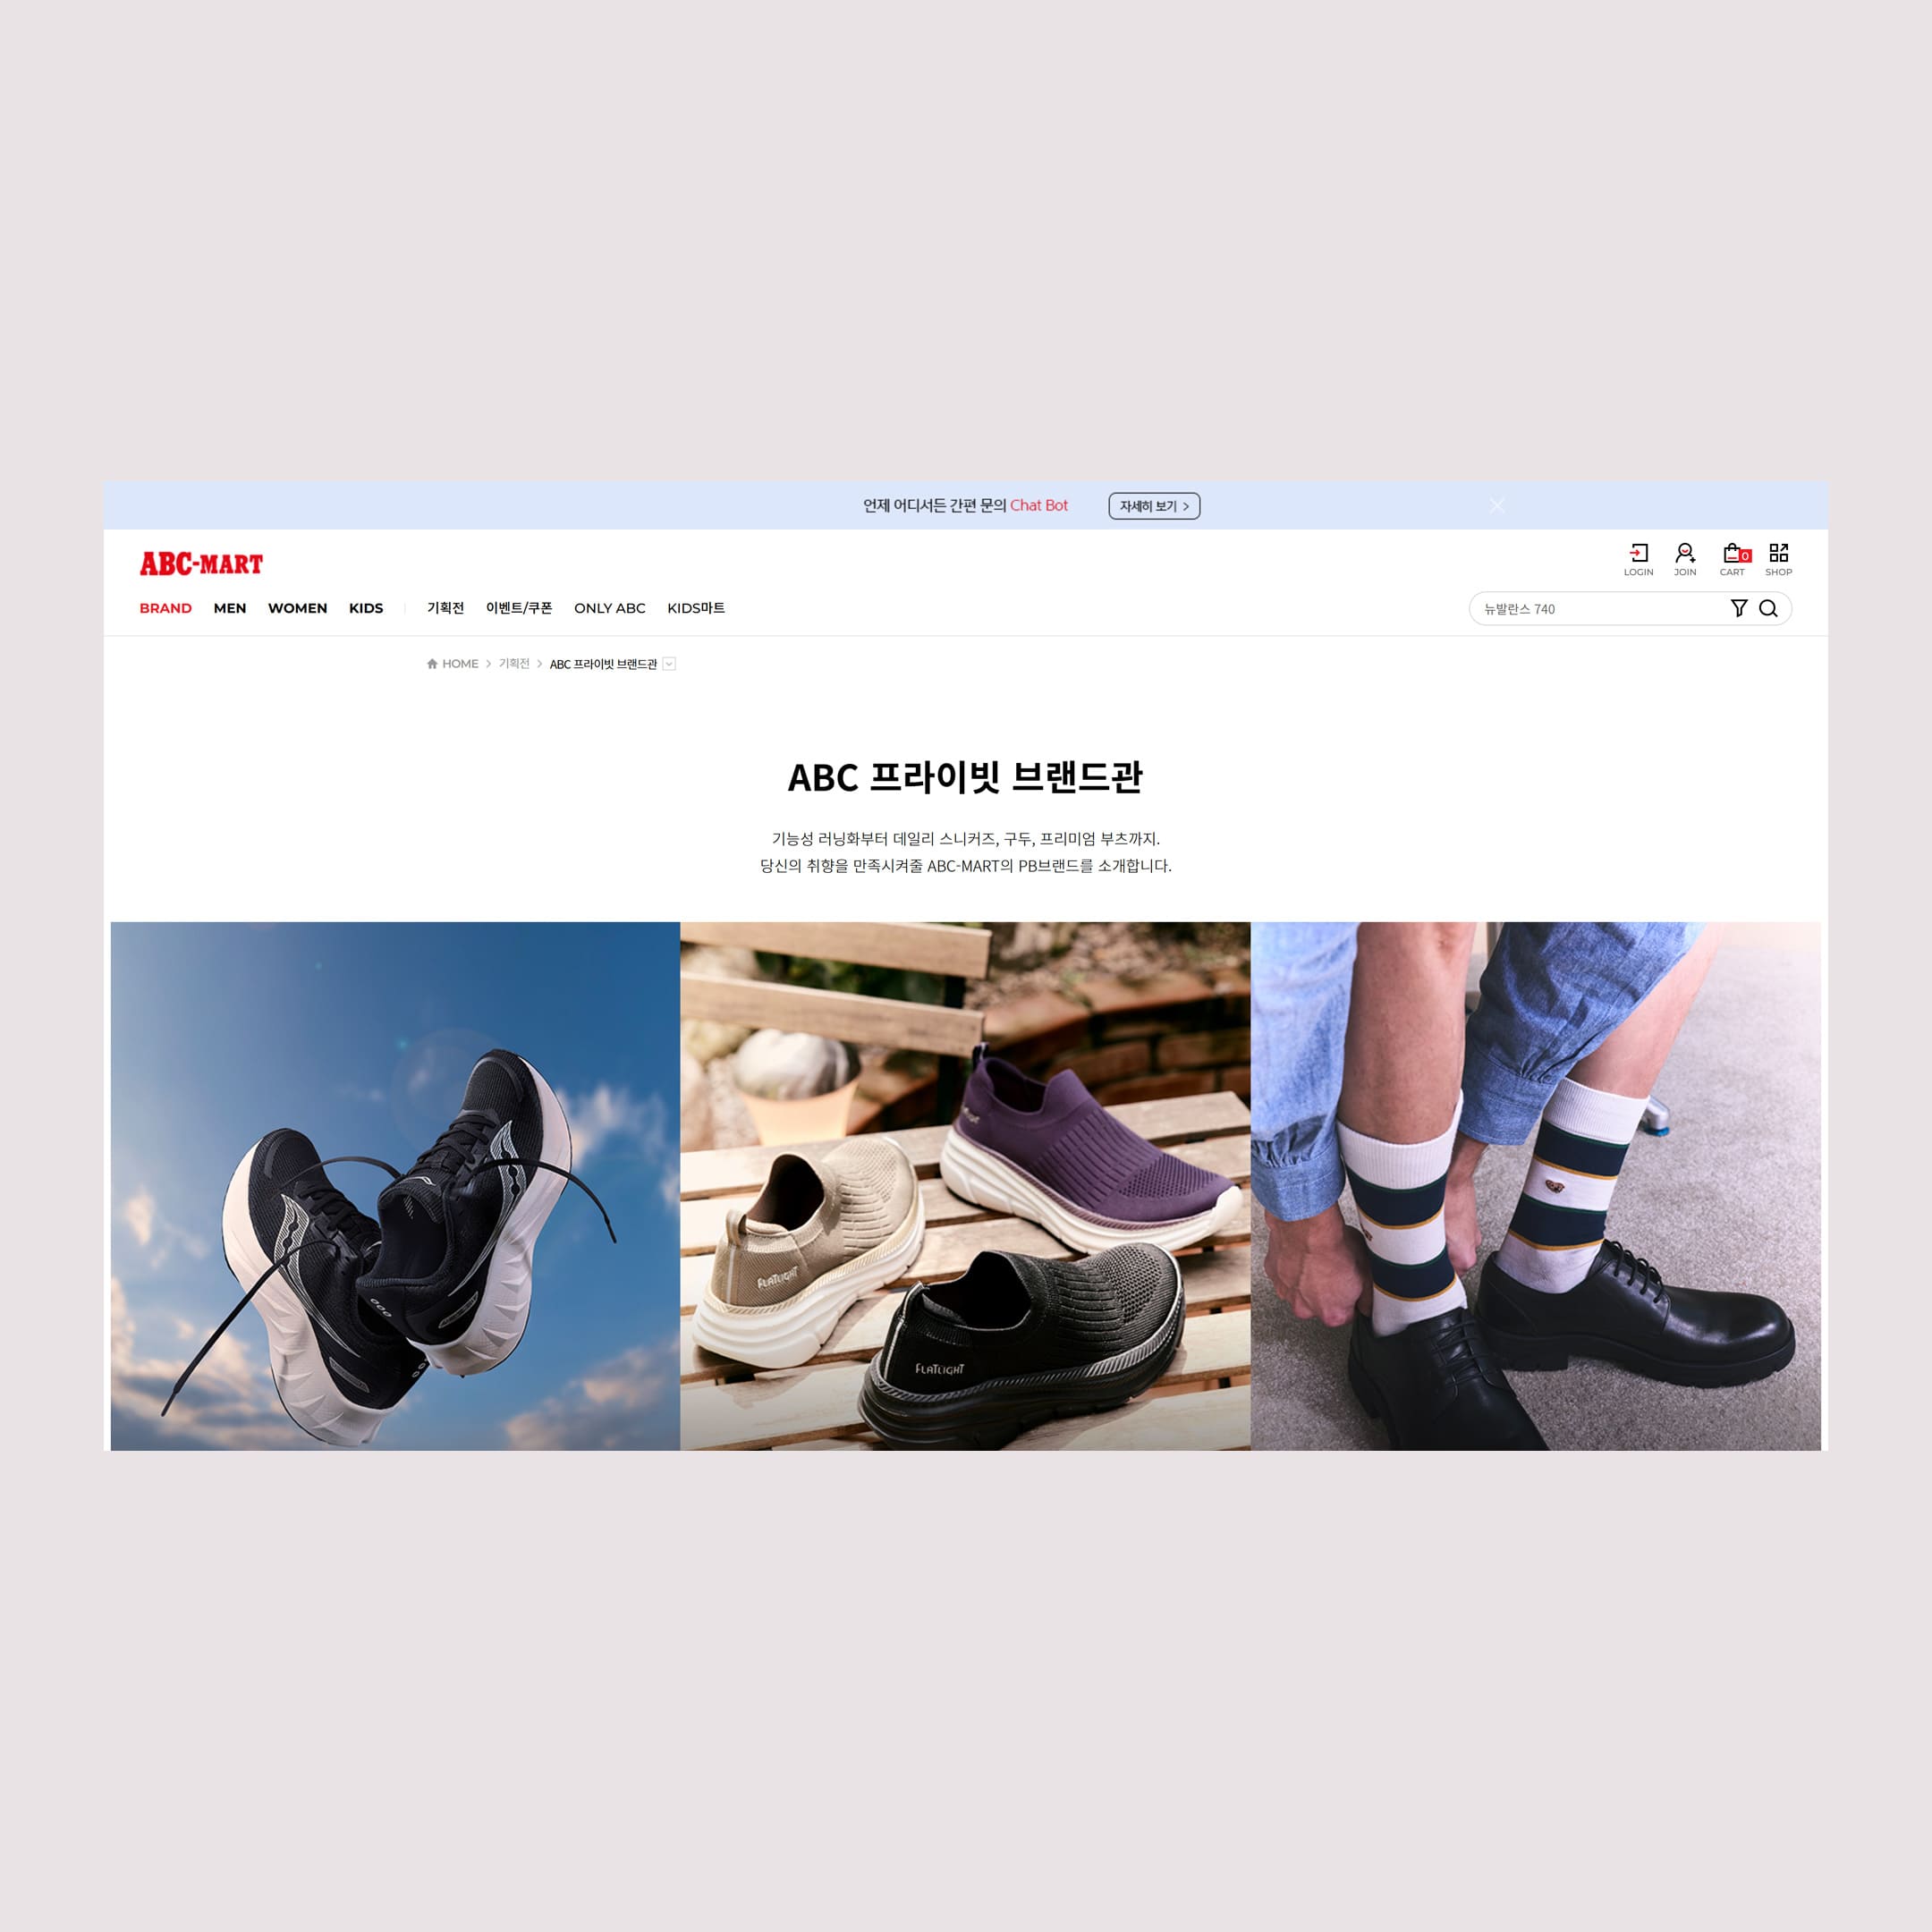 언제 어디서든 간편 문의 Chat Bot 자세히 보기 >
ABC-MART
LOGIN JOIN CART 0 SHOP
BRAND MEN WOMEN KIDS 기획전 이벤트/쿠폰 ONLY ABC KIDS마트
뉴발란스 740
HOME > 기획전 > ABC 프라이빗 브랜드관
ABC 프라이빗 브랜드관
기능성 러닝화부터 데일리 스니커즈, 구두, 프리미엄 부츠까지.
당신의 취향을 만족시켜줄 ABC-MART의 PB브랜드를 소개합니다.
FLATLIGHT
FLATLIGHT